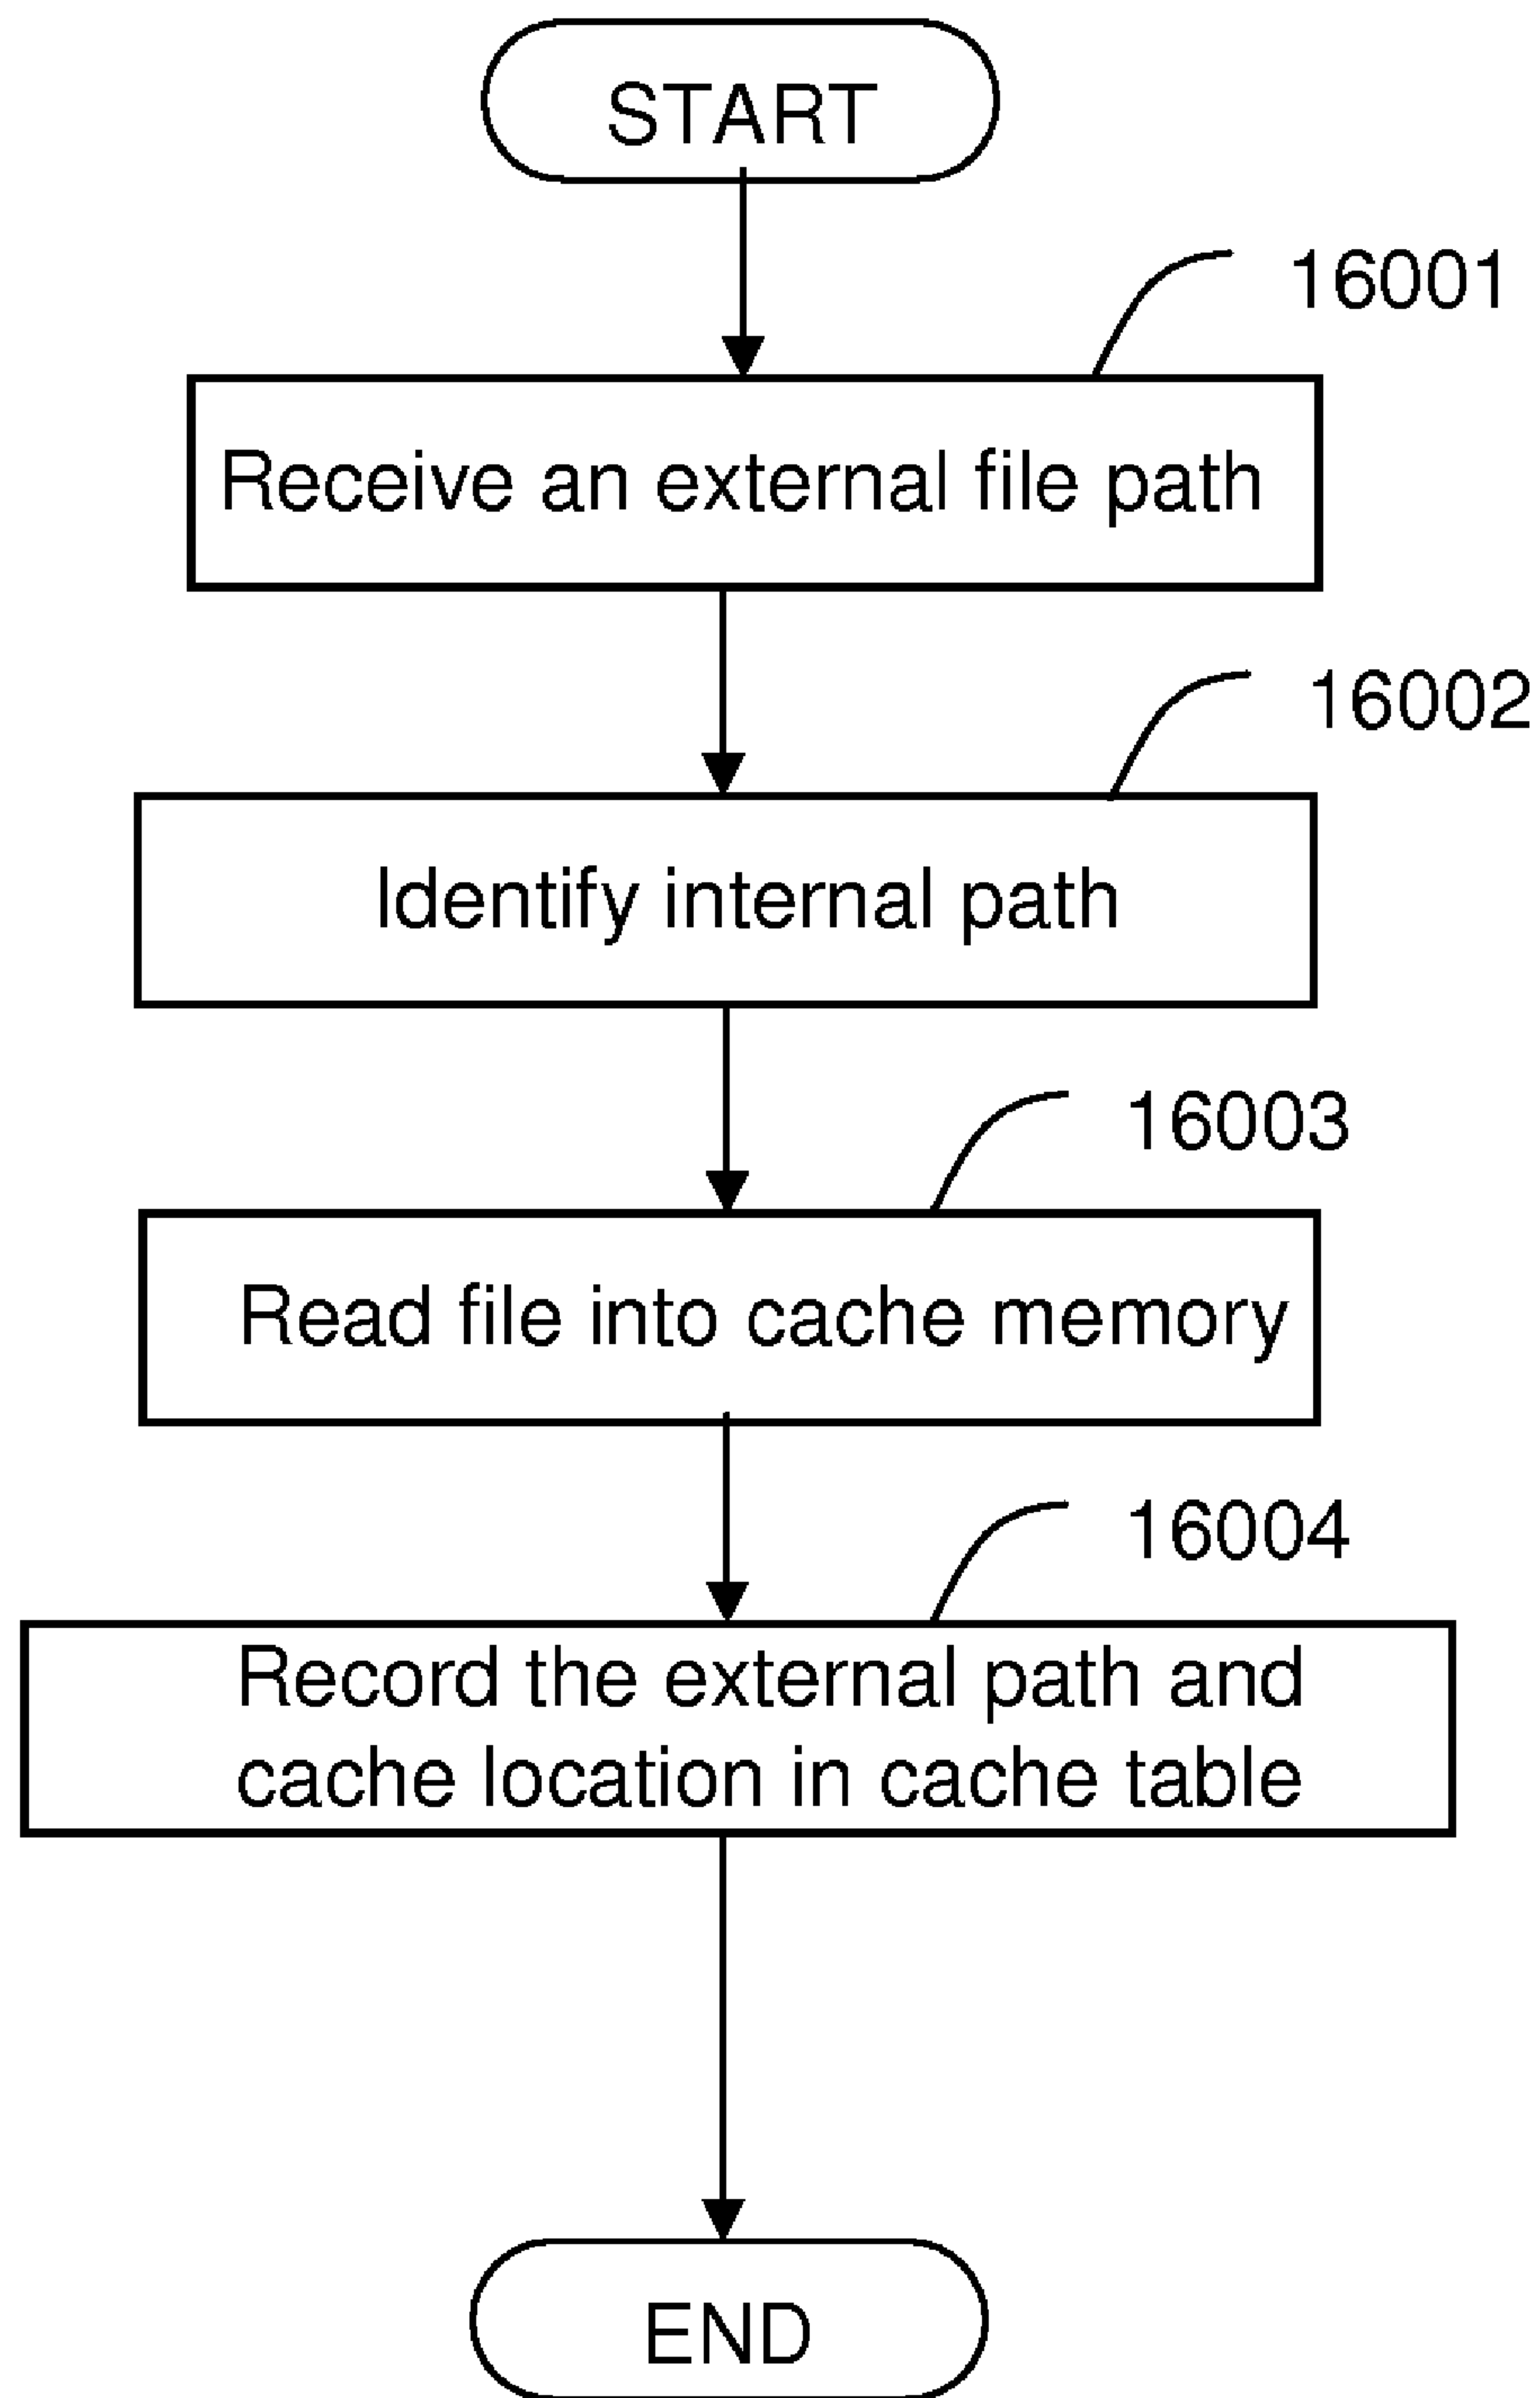 START
16001
Receive an external file path
16002
Identify internal path
16003
Read file into cache memory
16004
Record the external path and
cache location in cache table
END